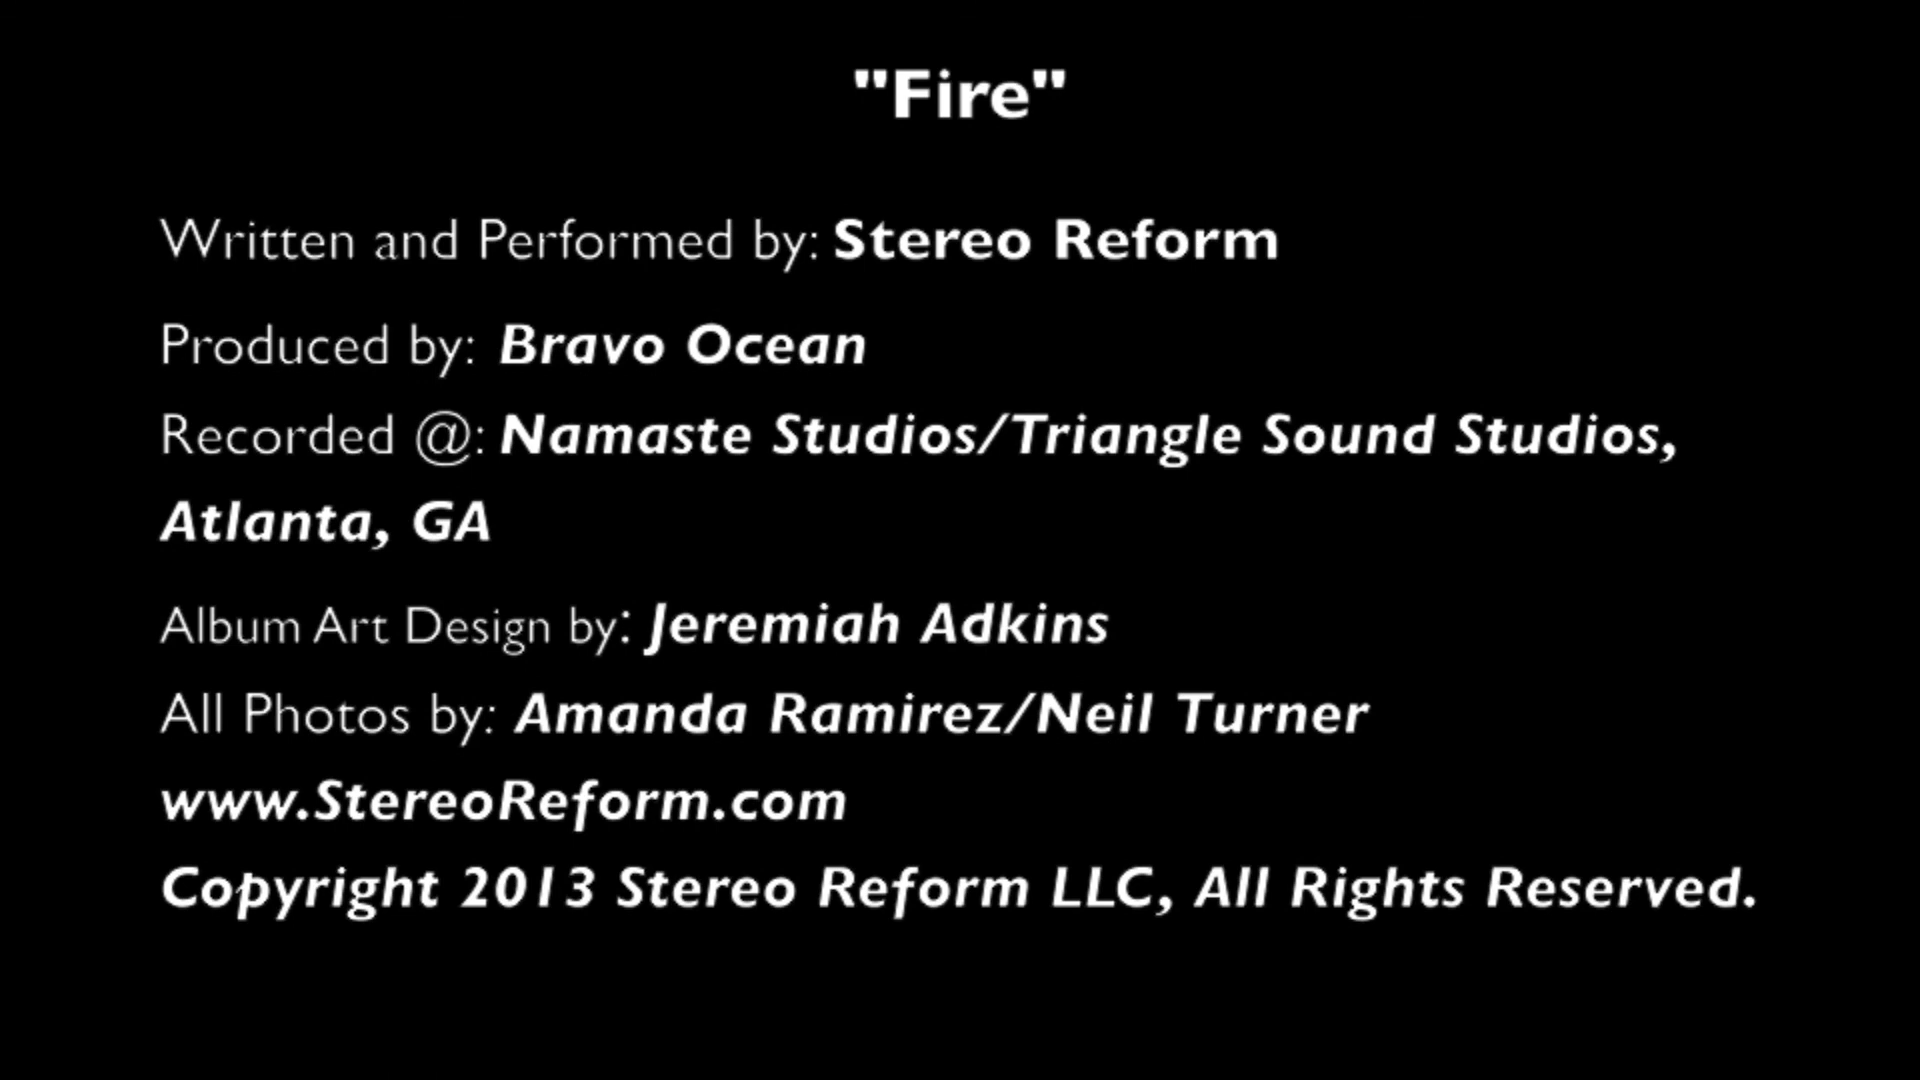 "Fire"
Written and Performed by: Stereo Reform
Produced by: Bravo Ocean
Recorded @: Namaste Studios/Triangle Sound Studios,
Atlanta, GA
Album Art Design by: Jeremiah Adkins
All Photos by: Amanda Ramirez/Neil Turner
www.StereoReform.com
Copyright 2013 Stereo Reform LLC, All Rights Reserved.